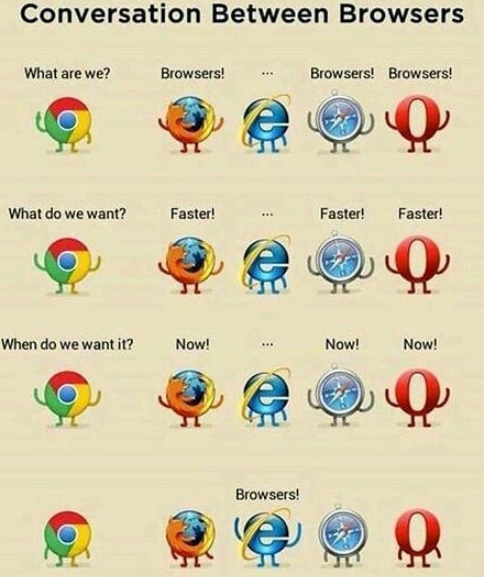 Conversation Between Browsers
What are we? Browsers! ... Browsers! Browsers!
What do we want? Faster! ... Faster! Faster!
When do we want it? Now! ... Now! Now!
Browsers!